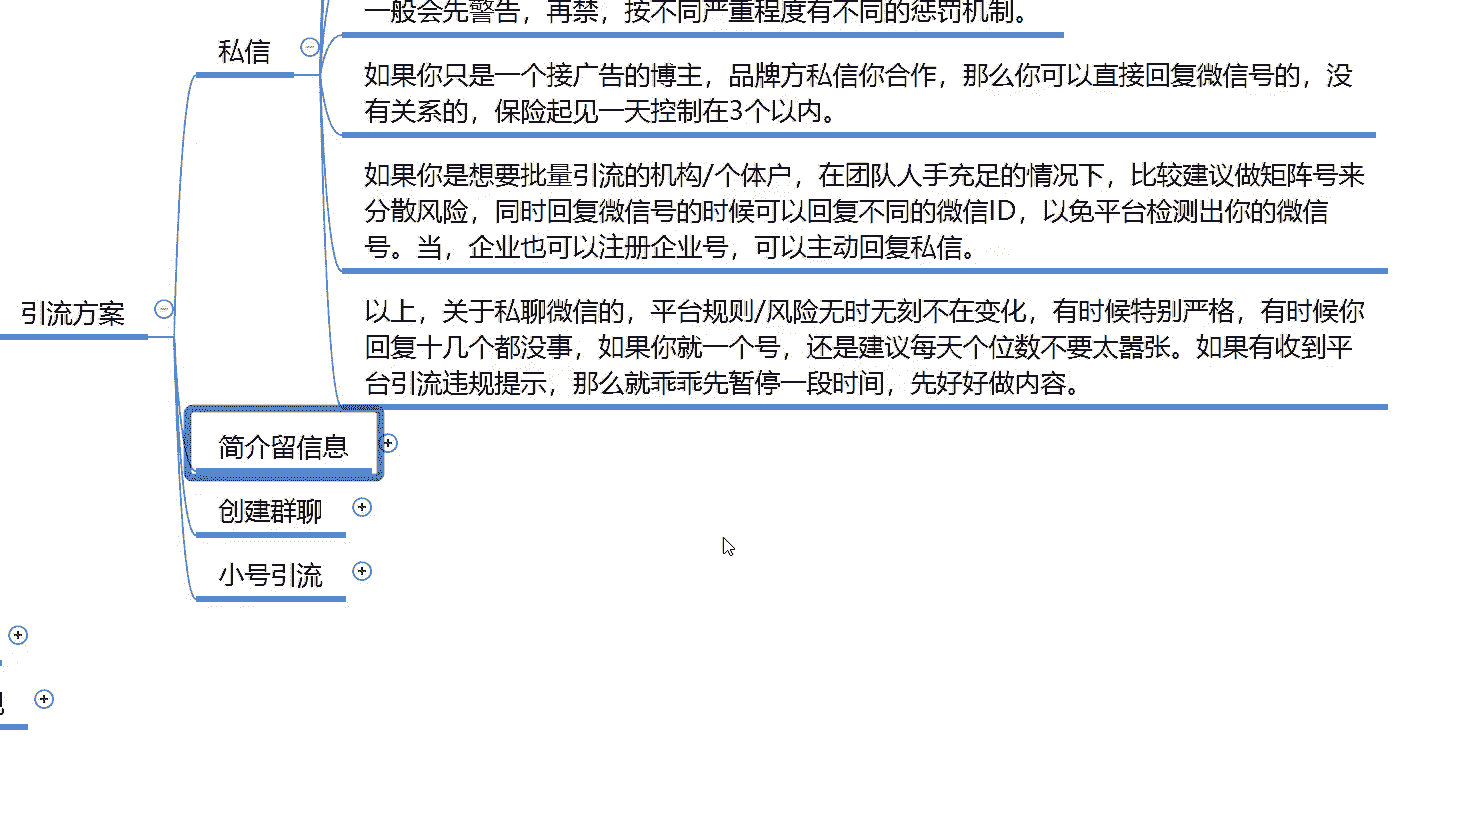 一般会先警告，再禁，按不同严重程度有不同的惩罚机制。
私信
如果你只是一个接广告的博主，品牌方私信你合作，那么你可以直接回复微信号的，没
有关系的，保险起见一天控制在3个以内。
如果你是想要批量引流的机构/个体户，在团队人手充足的情况下，比较建议做矩阵号来
分散风险，同时回复微信号的时候可以回复不同的微信ID，以免平台检测出你的微信
号。当，企业也可以注册企业号，可以主动回复私信。
引流方案
以上，关于私聊微信的，平台规则/风险无时无刻不在变化，有时候特别严格，有时候你
回复十几个都没事，如果你就一个号，还是建议每天个位数不要太嚣张。如果有收到平
台引流违规提示，那么就乖乖先暂停一段时间，先好好做内容。
简介留信息
创建群聊
小号引流